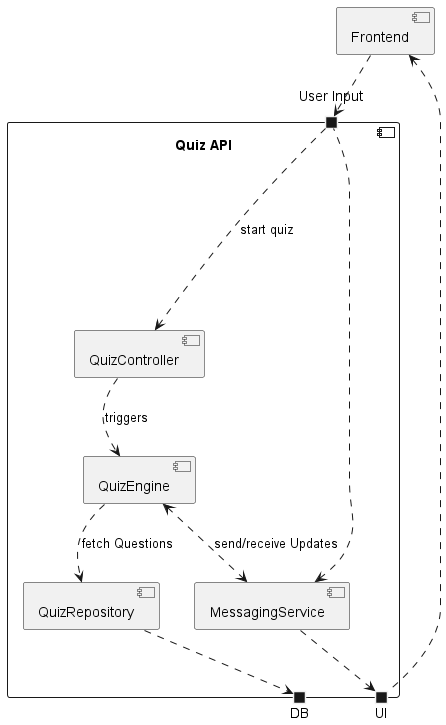 Frontend
User Input
Quiz API
start quiz
QuizController
triggers
QuizEngine
fetch Questions
send/receive Updates
QuizRepository
MessagingService
DB
UI